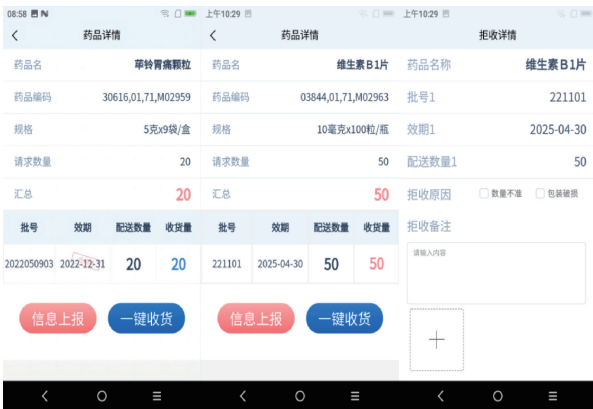 08:58
药品详情
药品名 荜铃胃痛颗粒
药品编码 30616,01,71,M02959
规格 5克x9袋/盒
请求数量 20
汇总 20
批号 效期 配送数量 收货量
2022050903 2022-12-31 20 20
信息上报 一键收货
上午10:29
药品详情
药品名 维生素B1片
药品编码 03844,01,71,M02963
规格 10毫克x100粒/瓶
请求数量 50
汇总 50
批号 效期 配送数量 收货量
221101 2025-04-30 50 50
信息上报 一键收货
上午10:29
拒收详情
药品名称 维生素B1片
批号1 221101
效期1 2025-04-30
配送数量1 50
拒收原因 数量不准 包装破损
拒收备注
请输入内容